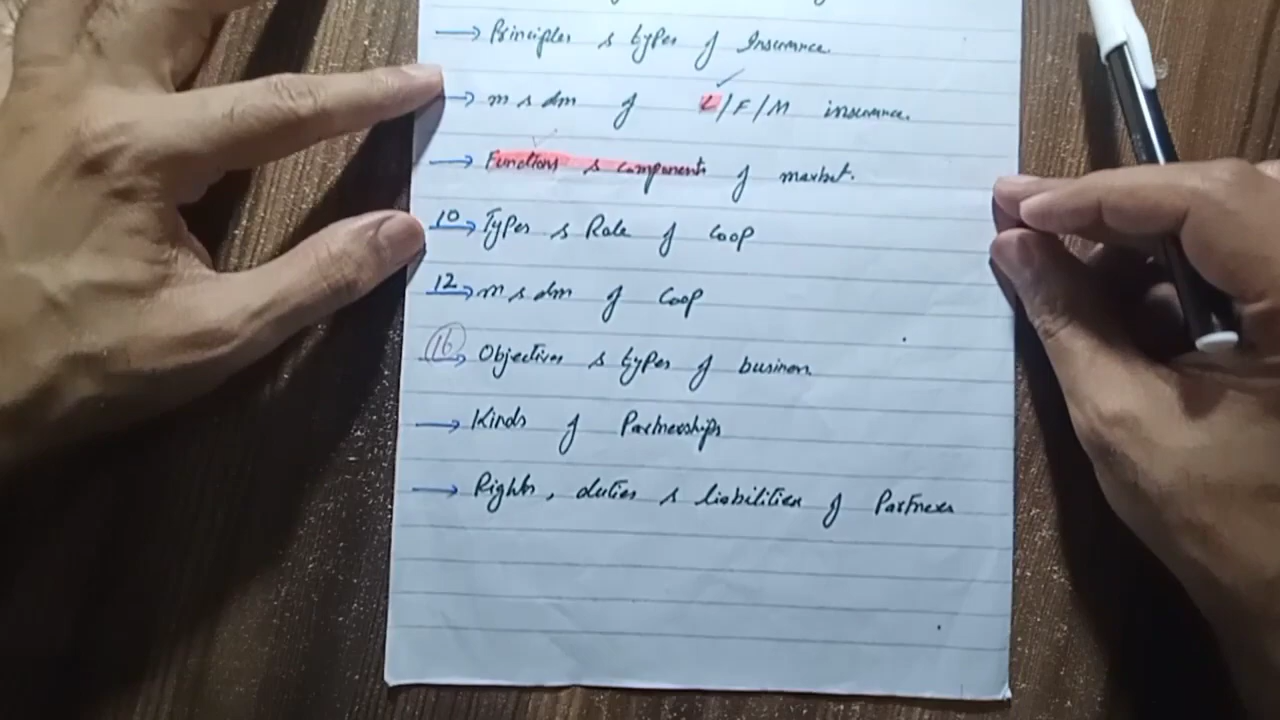 → Principles & types of Insurance
→ m & dm of L/F/M insurance.
→ Functions & components of market.
10 → Types & Role of Coop
12 → m & dm of Coop
16 → Objectives & types of business.
→ Kinds of Partnerships
→ Rights, duties & liabilities of Partners